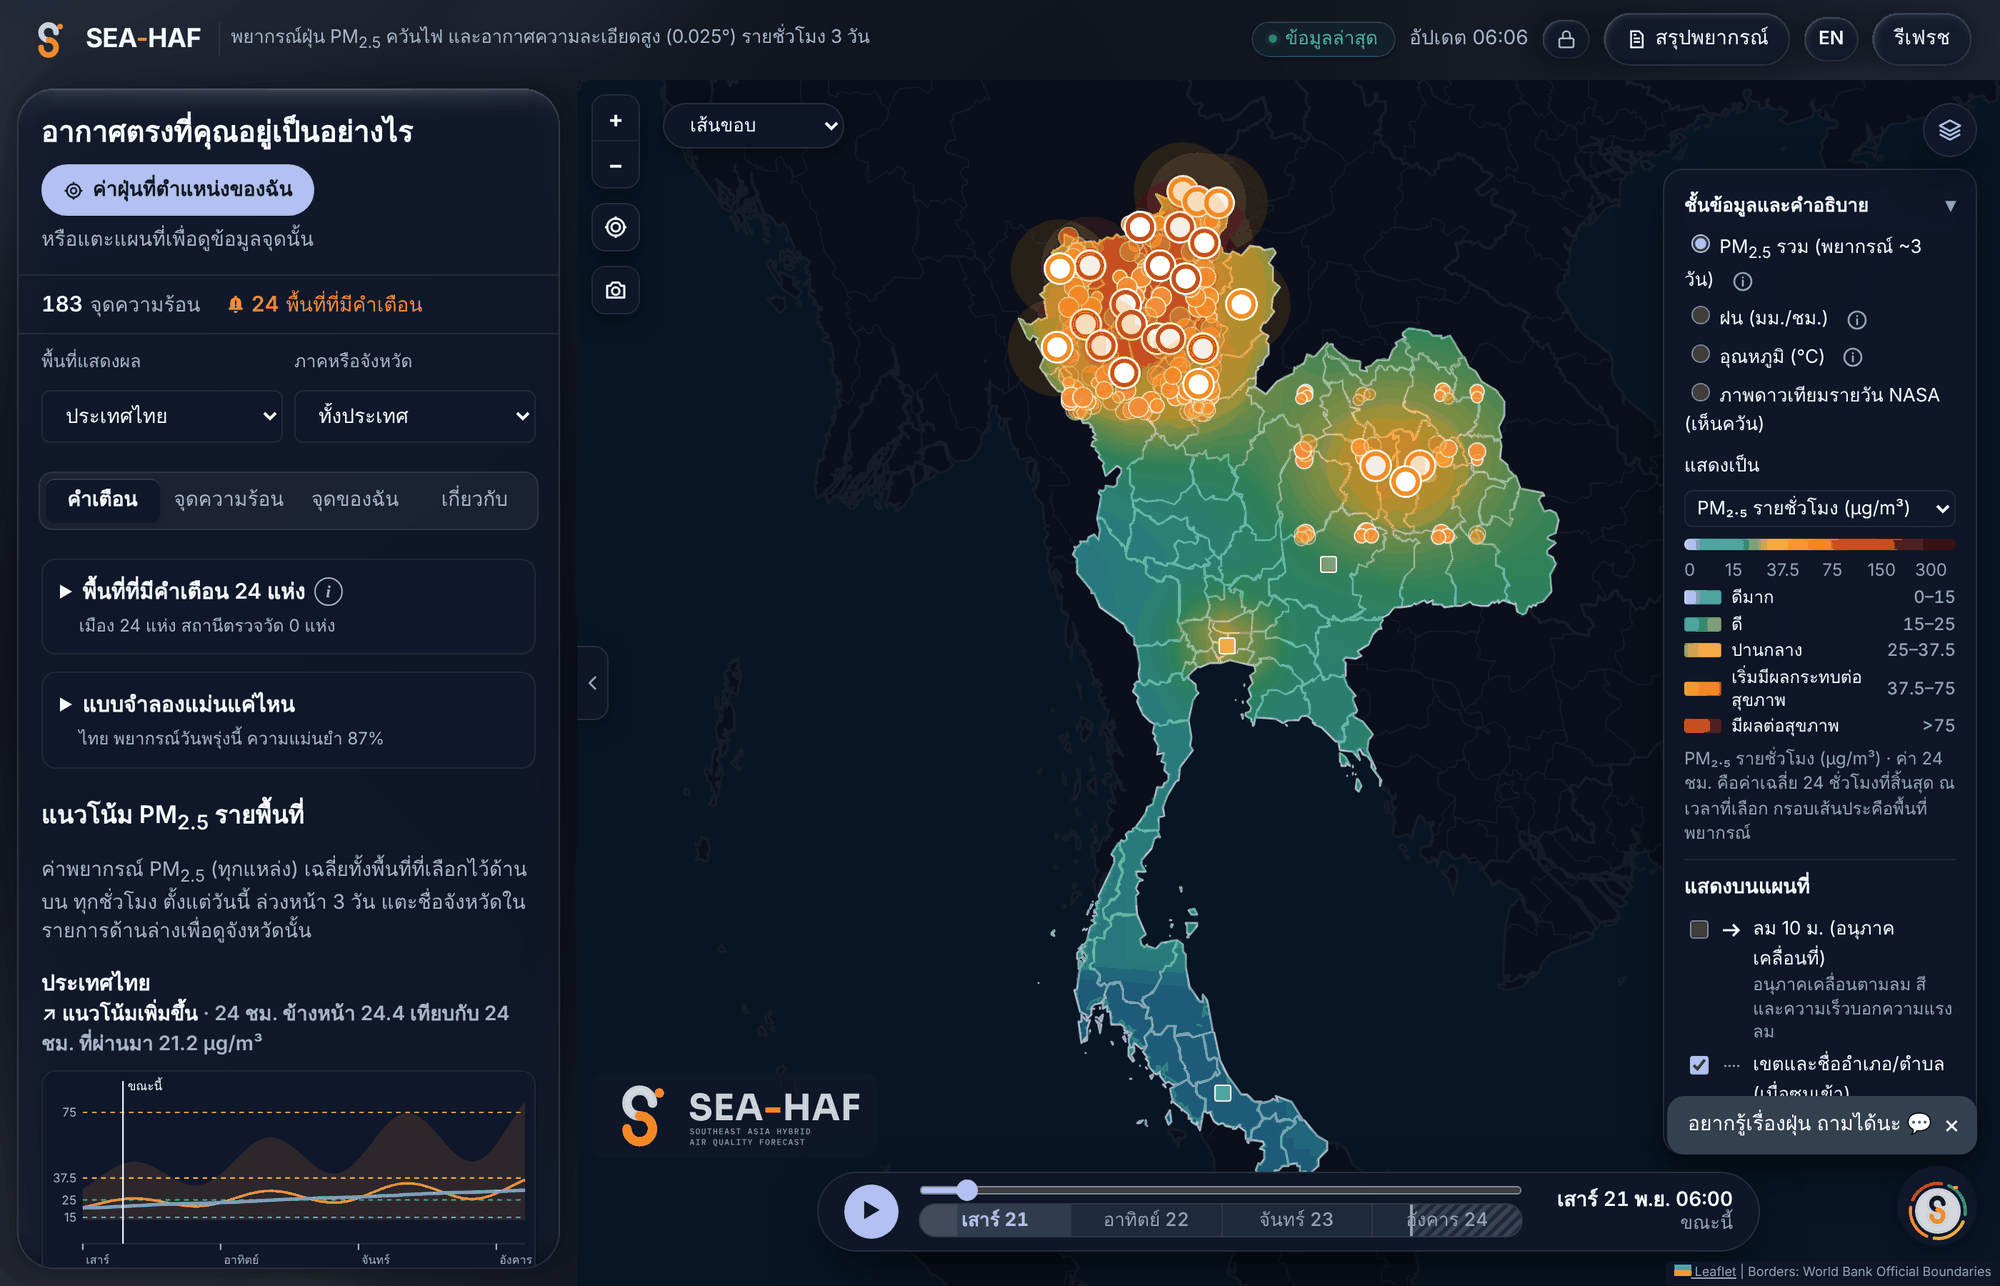 SEA-HAF
พยากรณ์ฝุ่น PM2.5 ควันไฟ และอากาศความละเอียดสูง (0.025°) รายชั่วโมง 3 วัน
ข้อมูลล่าสุด
อัปเดต 06:06
สรุปพยากรณ์
EN
รีเฟรช
อากาศตรงที่คุณอยู่เป็นอย่างไร
ค่าฝุ่นที่ตำแหน่งของฉัน
หรือแตะแผนที่เพื่อดูข้อมูลจุดนั้น
183 จุดความร้อน
24 พื้นที่ที่มีคำเตือน
พื้นที่แสดงผล
ภาคหรือจังหวัด
ประเทศไทย
ทั้งประเทศ
คำเตือน
จุดความร้อน
จุดของฉัน
เกี่ยวกับ
พื้นที่ที่มีคำเตือน 24 แห่ง
เมือง 24 แห่ง สถานีตรวจวัด 0 แห่ง
แบบจำลองแม่นแค่ไหน
ไทย พยากรณ์วันพรุ่งนี้ ความแม่นยำ 87%
แนวโน้ม PM2.5 รายพื้นที่
ค่าพยากรณ์ PM2.5 (ทุกแหล่ง) เฉลี่ยทั้งพื้นที่ที่เลือกไว้ด้าน
บน ทุกชั่วโมง ตั้งแต่วันนี้ ล่วงหน้า 3 วัน แตะชื่อจังหวัดใน
รายการด้านล่างเพื่อดูจังหวัดนั้น
ประเทศไทย
↗ แนวโน้มเพิ่มขึ้น · 24 ชม. ข้างหน้า 24.4 เทียบกับ 24
ชม. ที่ผ่านมา 21.2 µg/m³
ขณะนี้
75
37.5
25
15
เสาร์
อาทิตย์
จันทร์
อังคาร
+
−
เส้นขอบ
SEA-HAF
SOUTHEAST ASIA HYBRID
AIR QUALITY FORECAST
ชั้นข้อมูลและคำอธิบาย
PM2.5 รวม (พยากรณ์ ~3
วัน)
ฝน (มม./ชม.)
อุณหภูมิ (°C)
ภาพดาวเทียมรายวัน NASA
(เห็นควัน)
แสดงเป็น
PM₂.₅ รายชั่วโมง (µg/m³)
0 15 37.5 75 150 300
ดีมาก 0–15
ดี 15–25
ปานกลาง 25–37.5
เริ่มมีผลกระทบต่อ
สุขภาพ 37.5–75
มีผลต่อสุขภาพ >75
PM₂.₅ รายชั่วโมง (µg/m³) · ค่า 24
ชม. คือค่าเฉลี่ย 24 ชั่วโมงที่สิ้นสุด ณ
เวลาที่เลือก กรอบเส้นประคือพื้นที่
พยากรณ์
แสดงบนแผนที่
ลม 10 ม. (อนุภาค
เคลื่อนที่)
อนุภาคเคลื่อนตามลม สี
และความเร็วบอกความแรง
ลม
เขตและชื่ออำเภอ/ตำบล
(เมื่อซูมเข้า)
อยากรู้เรื่องฝุ่น ถามได้นะ 💬 ×
เสาร์ 21
อาทิตย์ 22
จันทร์ 23
อังคาร 24
เสาร์ 21 พ.ย. 06:00
ขณะนี้
Leaflet | Borders: World Bank Official Boundaries